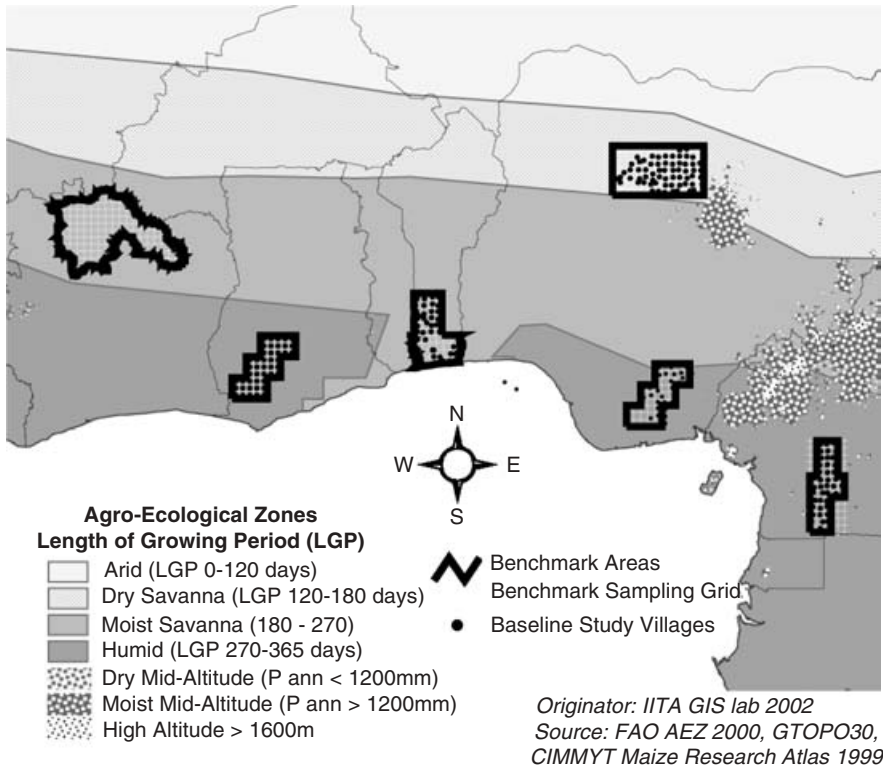 N
W E
S
Agro-Ecological Zones
Length of Growing Period (LGP)
Arid (LGP 0-120 days)
Dry Savanna (LGP 120-180 days)
Moist Savanna (180 - 270)
Humid (LGP 270-365 days)
Dry Mid-Altitude (P ann < 1200mm)
Moist Mid-Altitude (P ann > 1200mm)
High Altitude > 1600m
Benchmark Areas
Benchmark Sampling Grid
Baseline Study Villages
Originator: IITA GIS lab 2002
Source: FAO AEZ 2000, GTOPO30,
CIMMYT Maize Research Atlas 1999